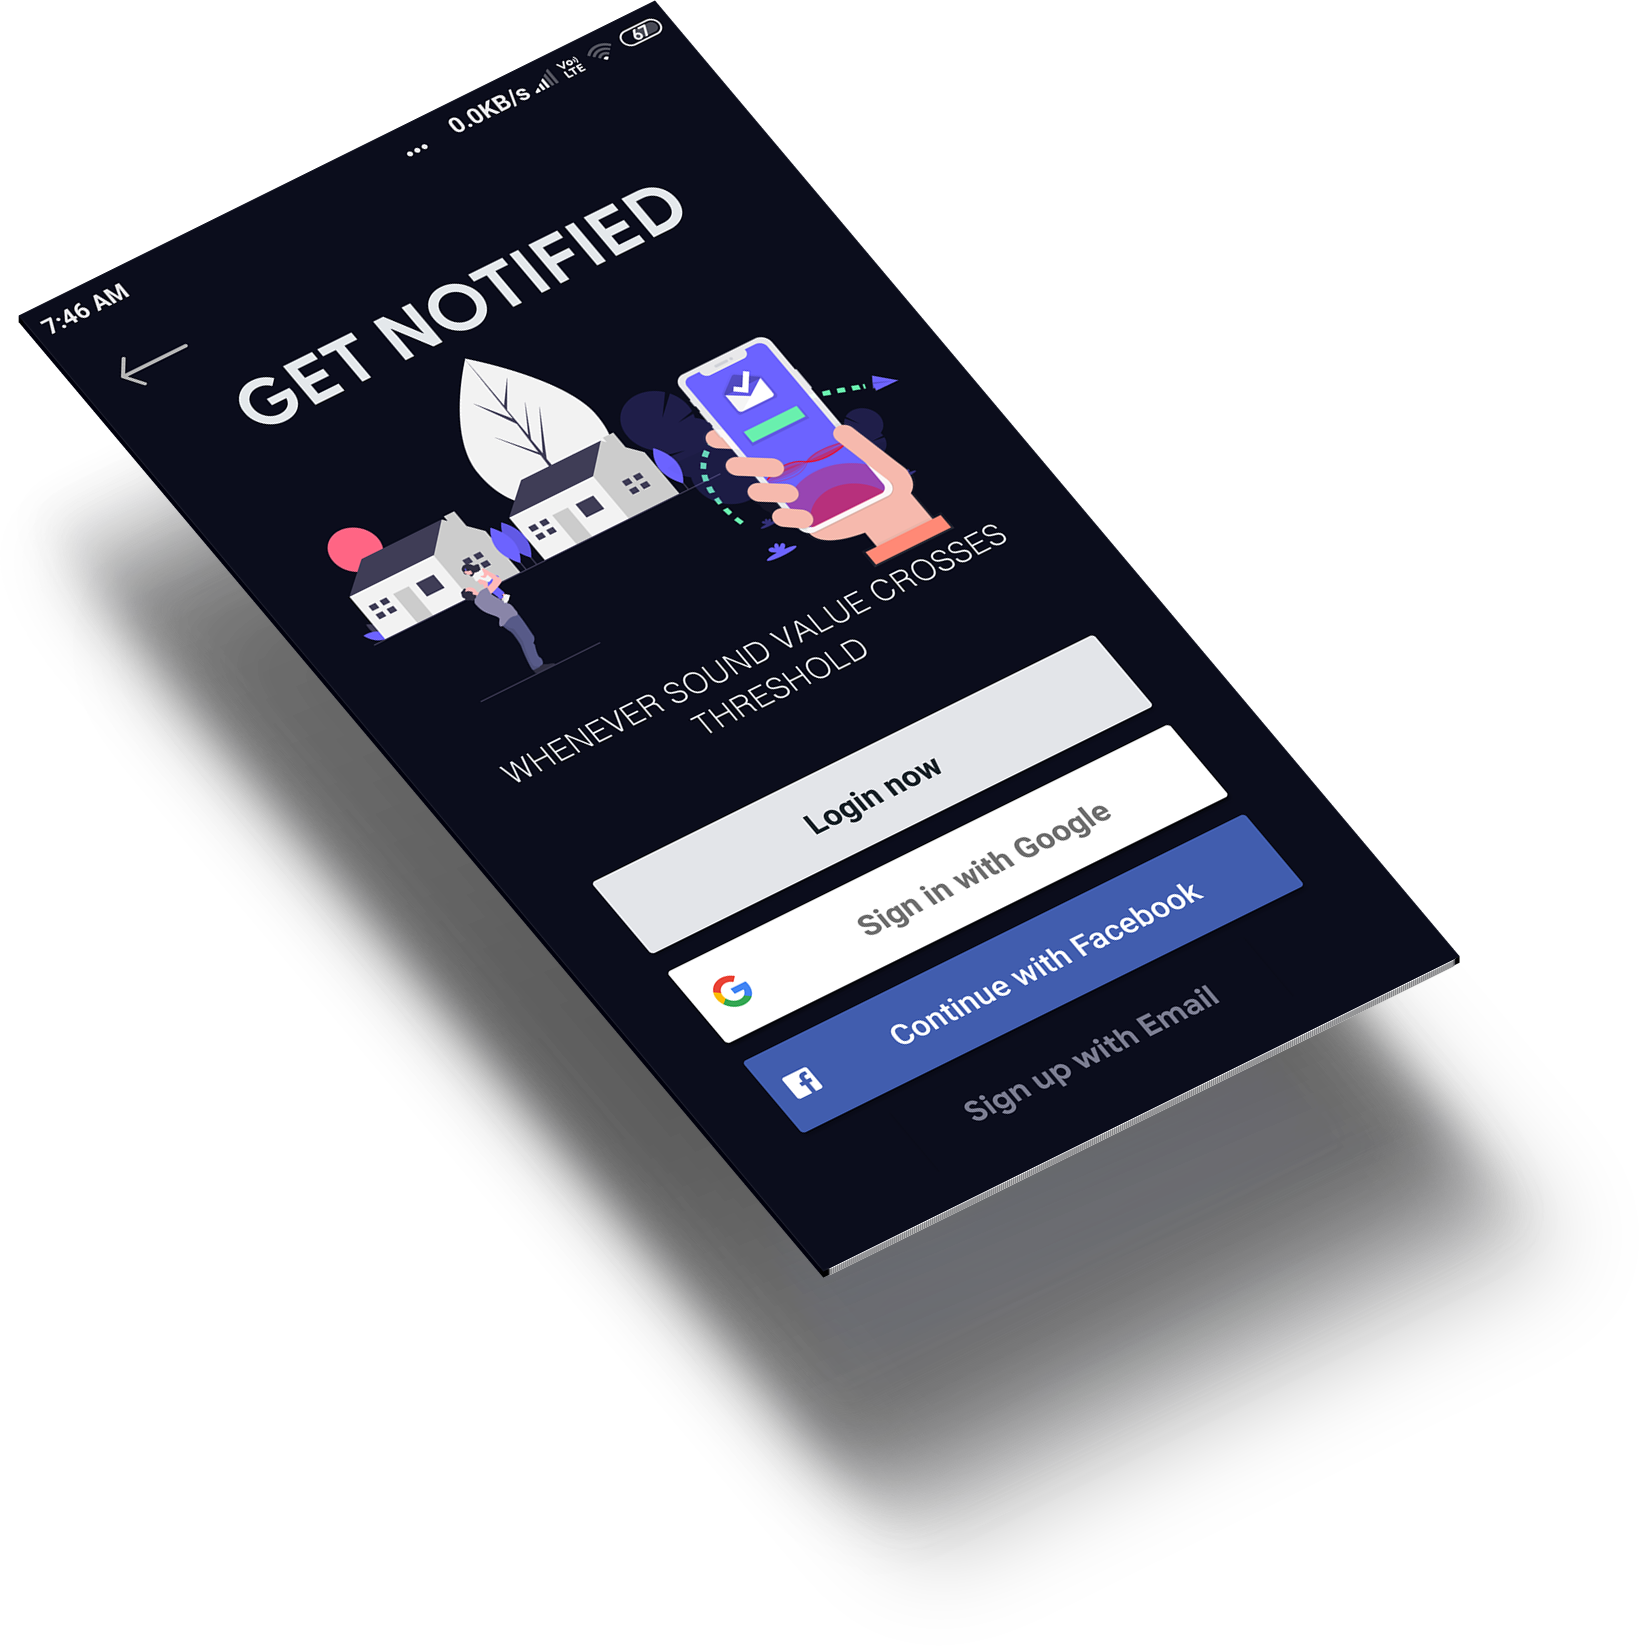 7:46 AM
... 0.0KB/s Vo) LTE 67
GET NOTIFIED
WHENEVER SOUND VALUE CROSSES
THRESHOLD
Login now
Sign in with Google
Continue with Facebook
Sign up with Email